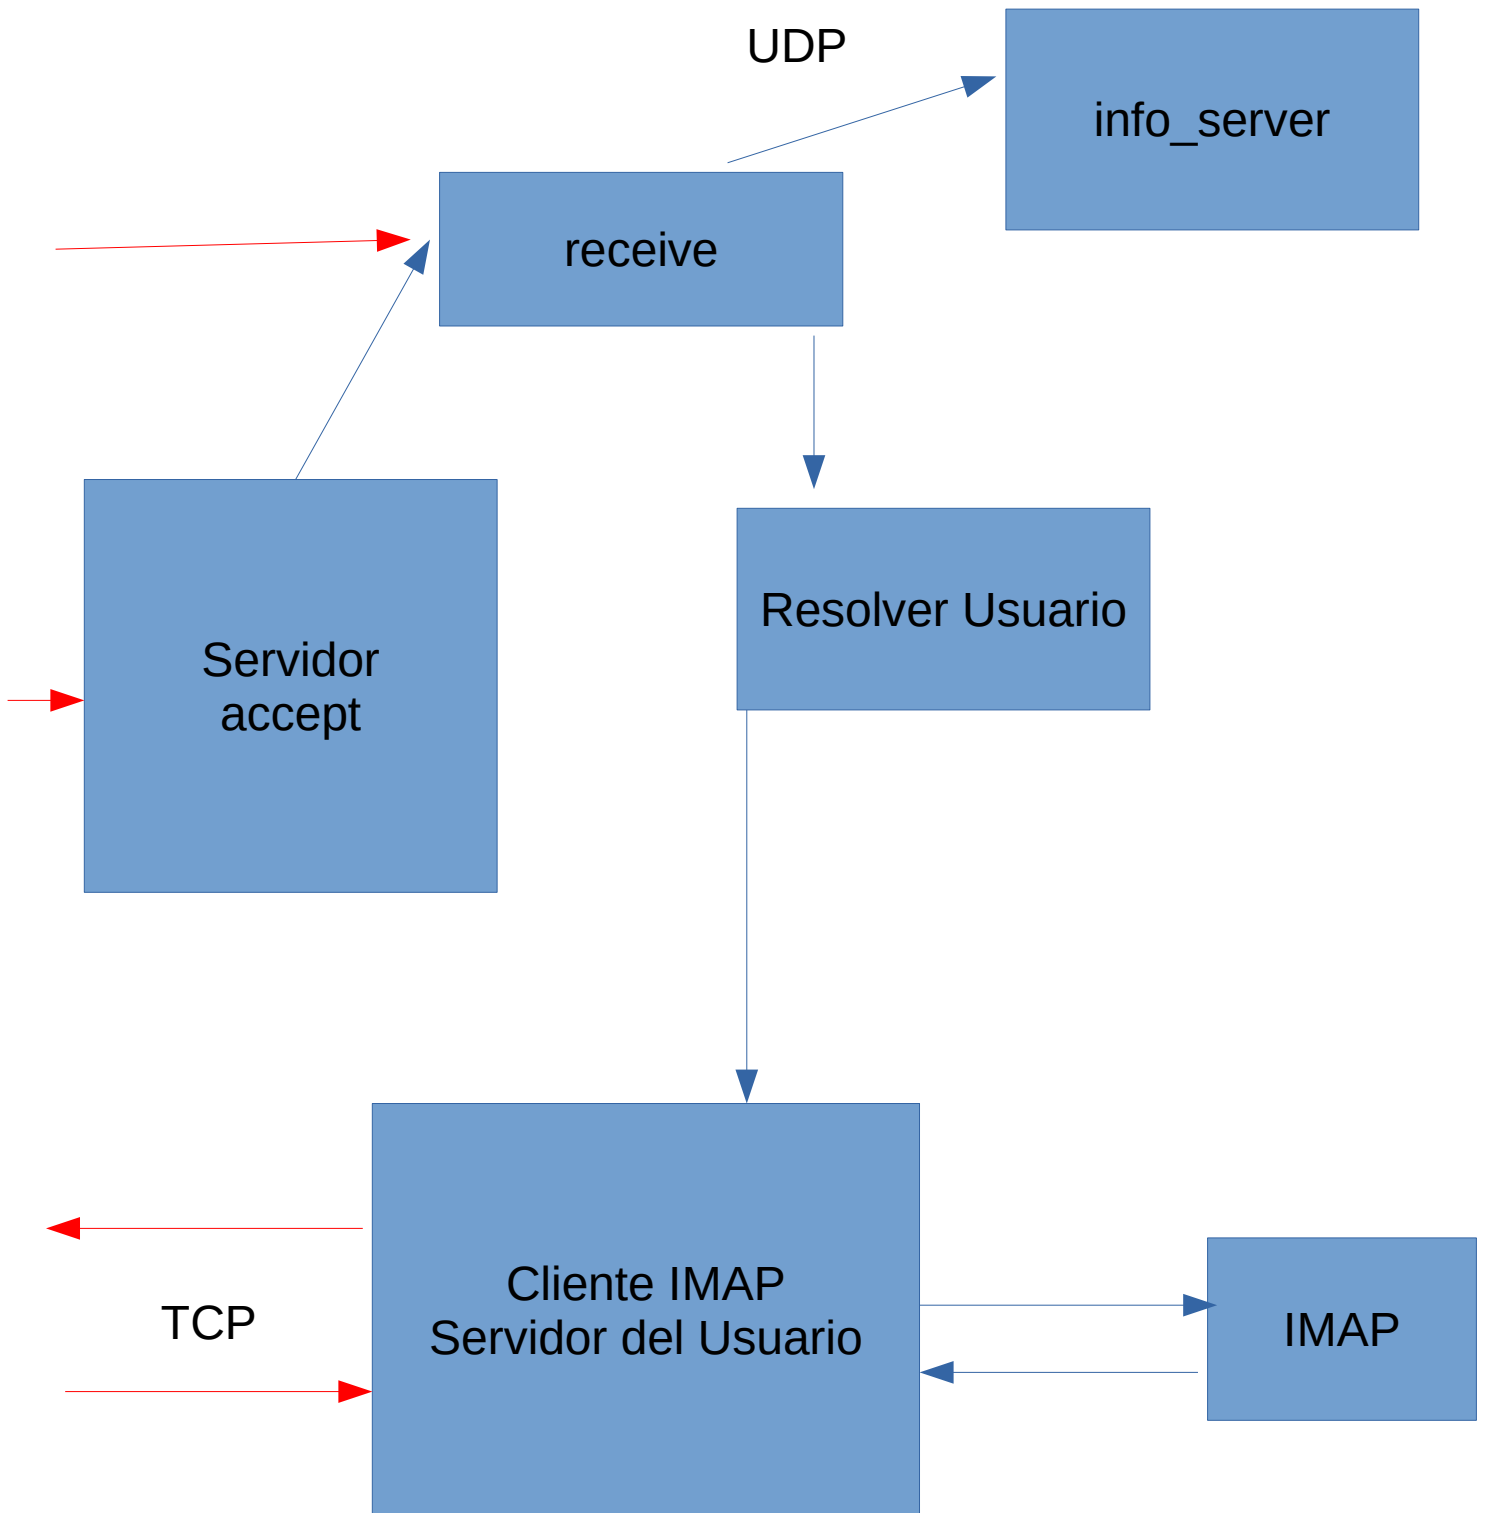 UDP
info_server
receive
Resolver Usuario
Servidor
accept
Cliente IMAP
Servidor del Usuario
TCP
IMAP